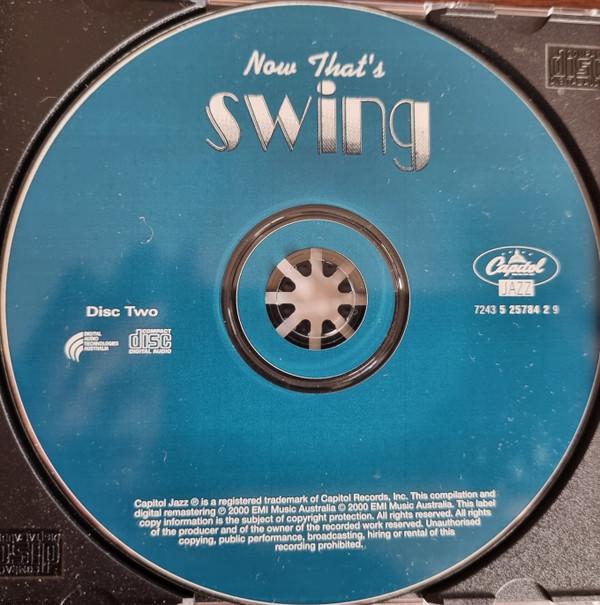 Now That's
swing
Capitol
JAZZ
7243 5 25784 2 9
Disc Two
DIGITAL
AUDIO
TECHNOLOGIES
AUSTRALIA
COMPACT
disc
DIGITAL AUDIO
Capitol Jazz ® is a registered trademark of Capitol Records, Inc. This compilation and
digital remastering ℗ 2000 EMI Music Australia © 2000 EMI Music Australia. This label
copy information is the subject of copyright protection. All rights reserved. All rights
of the producer and of the owner of the recorded work reserved. Unauthorised
copying, public performance, broadcasting, hiring or rental of this
recording prohibited.